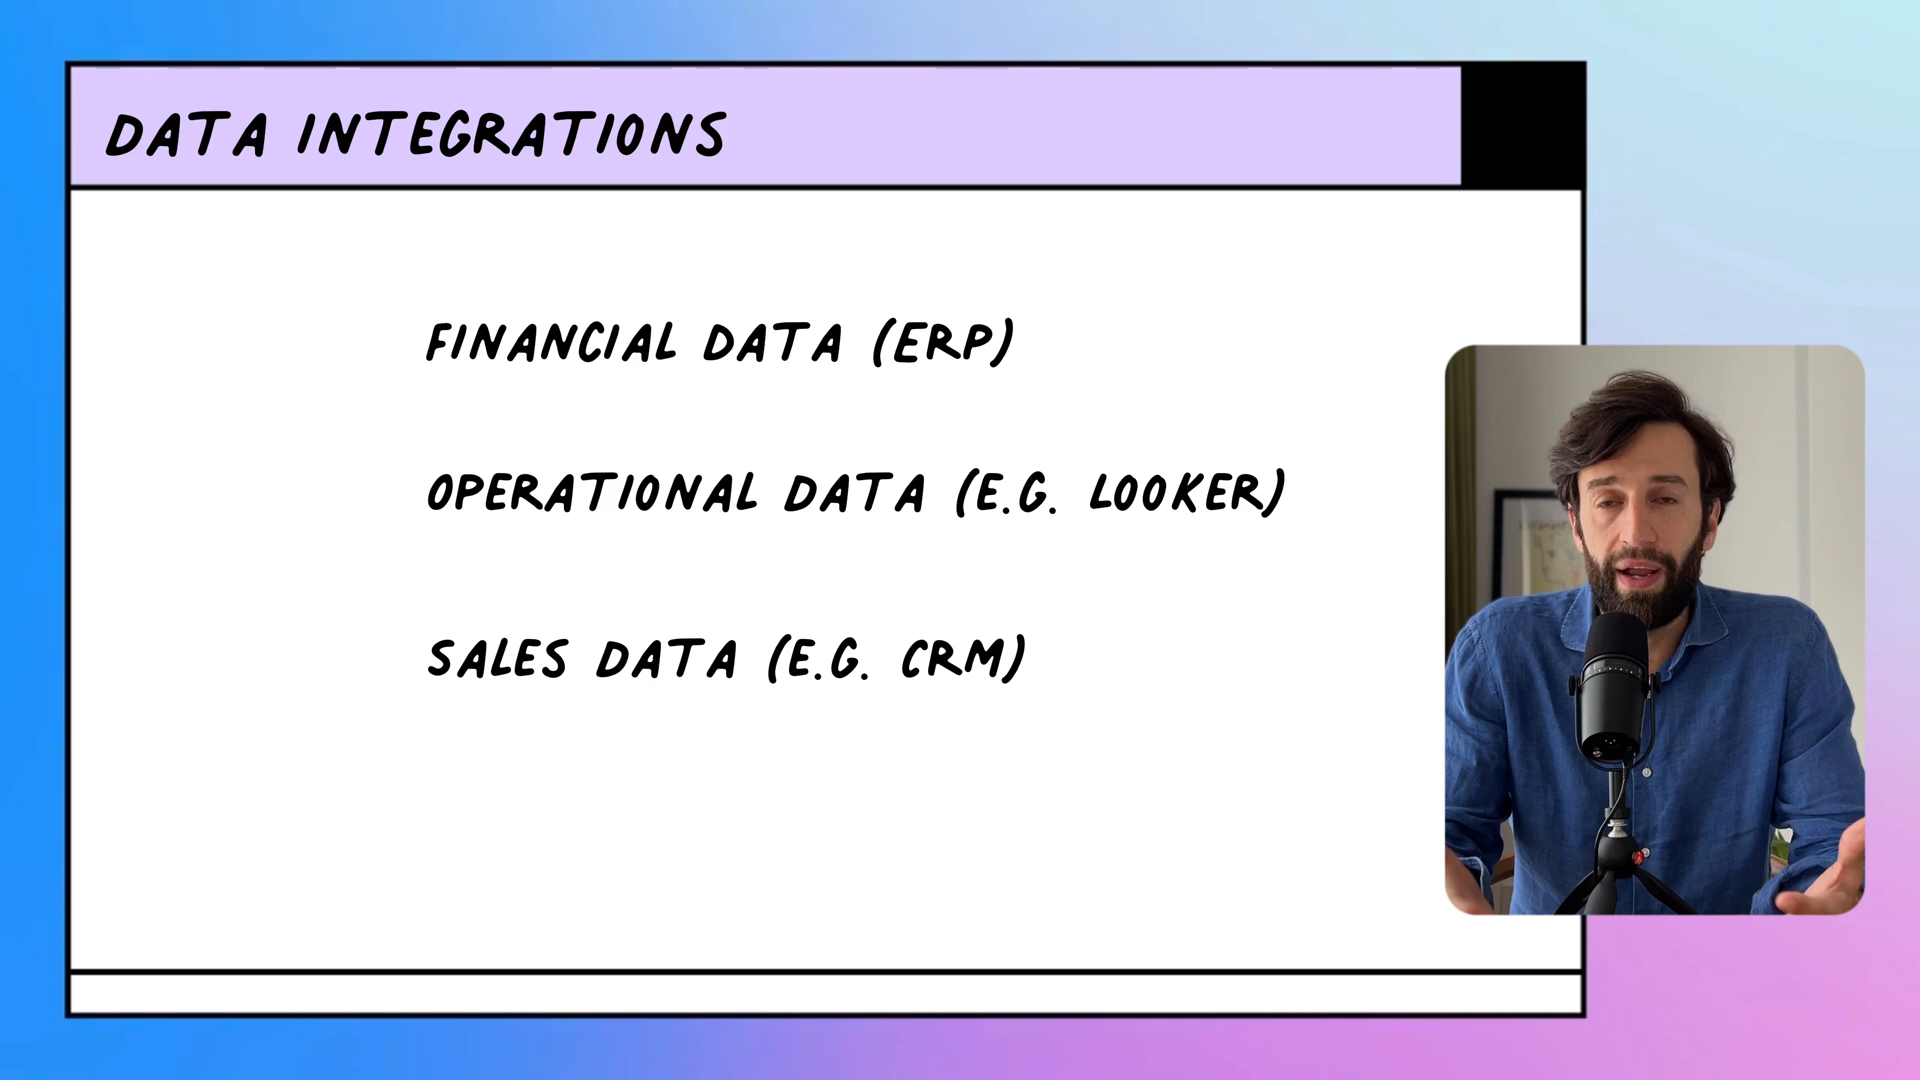 DATA INTEGRATIONS
FINANCIAL DATA (ERP)
OPERATIONAL DATA (E.G. LOOKER)
SALES DATA (E.G. CRM)